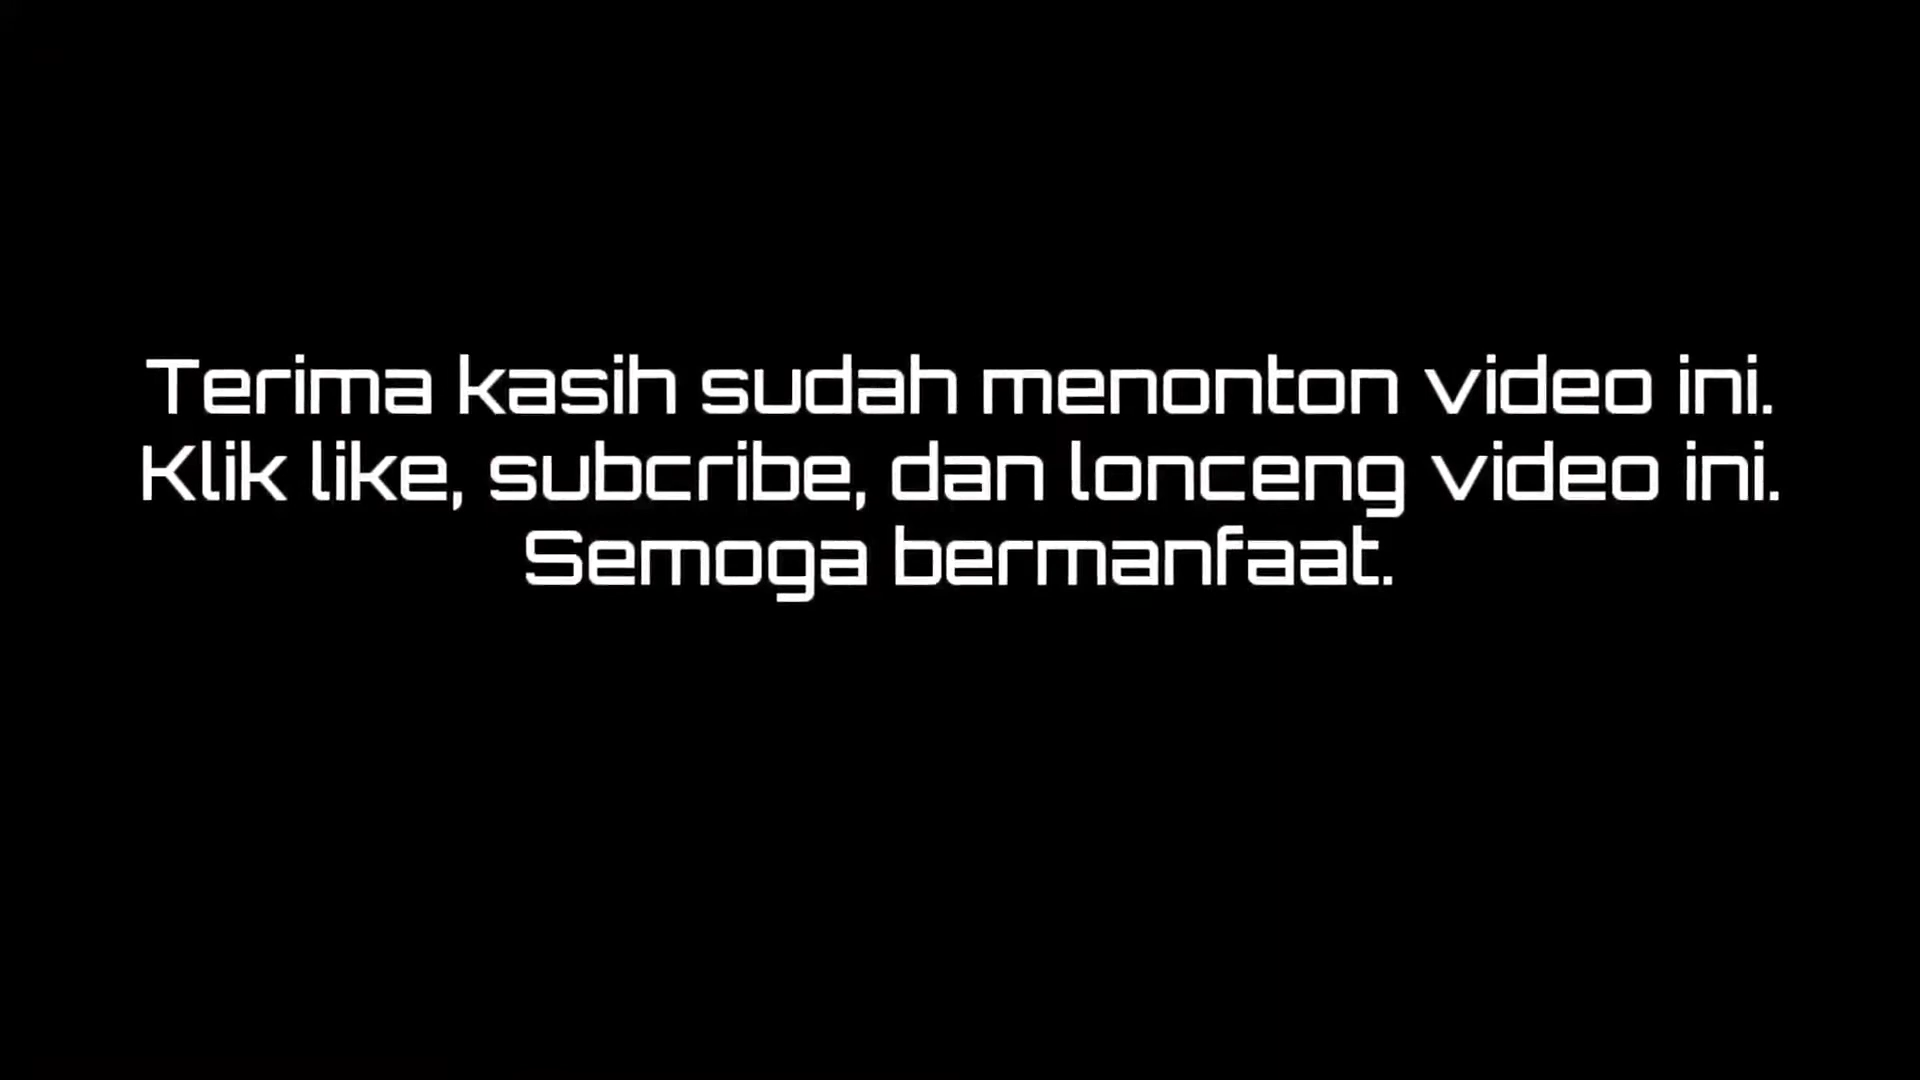 Terima kasih sudah menonton video ini.
Klik like, subcribe, dan lonceng video ini.
Semoga bermanfaat.